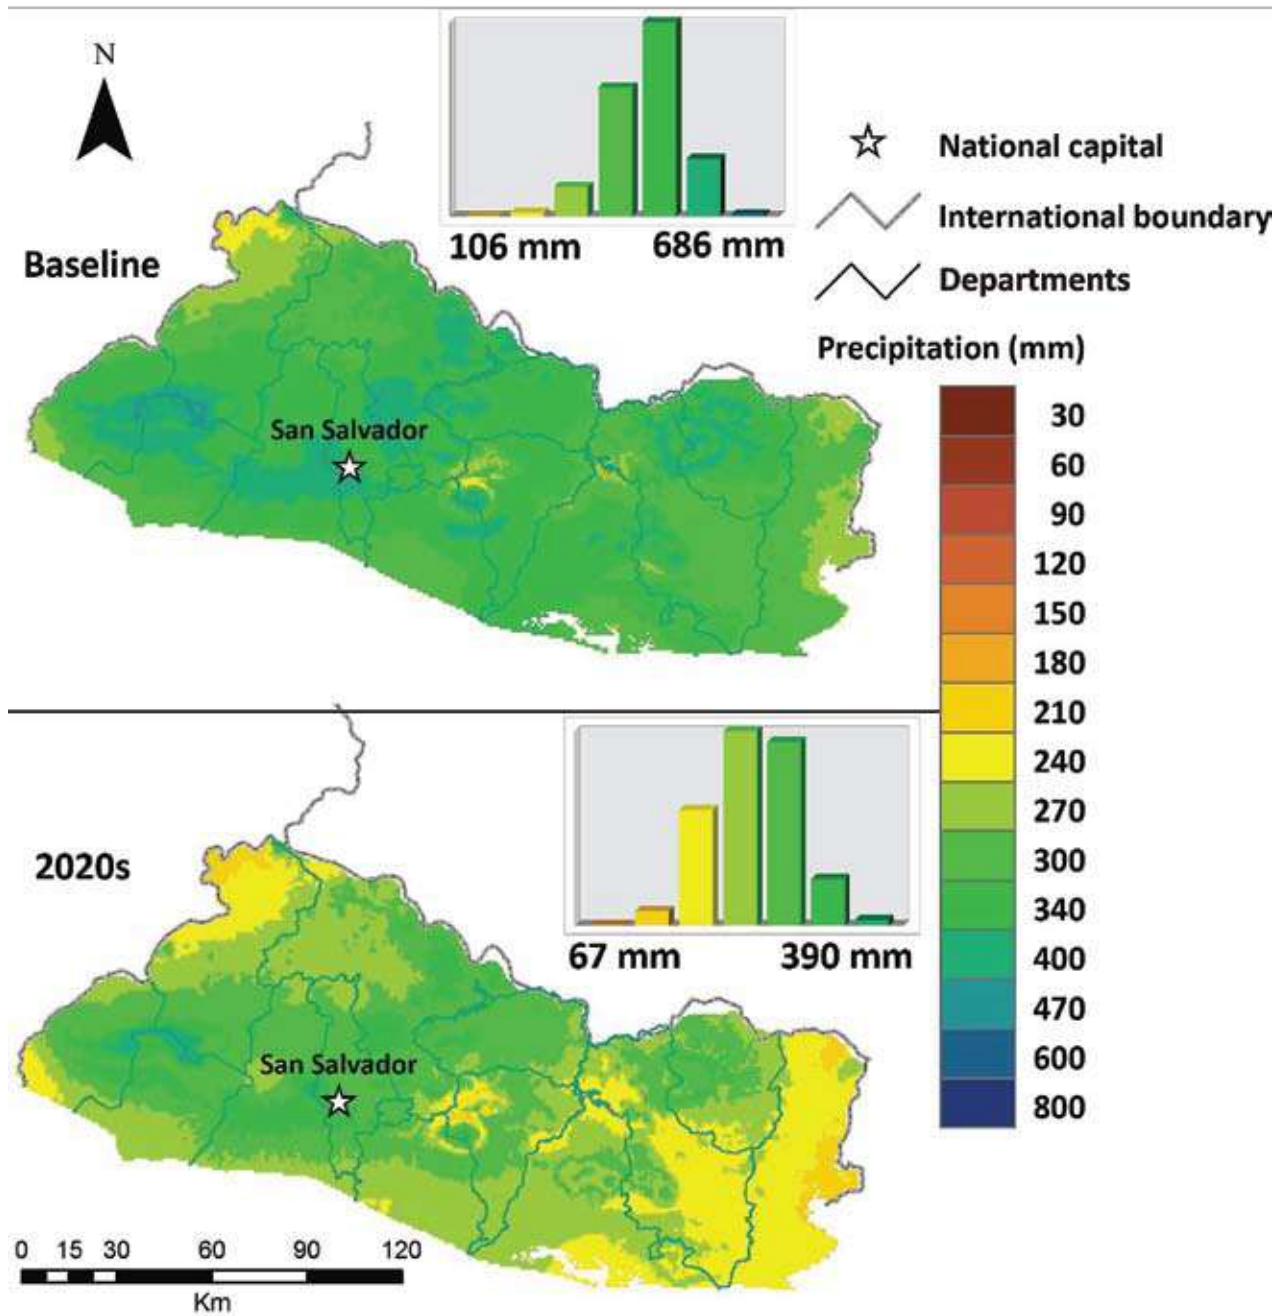 N
106 mm 686 mm
National capital
International boundary
Departments
Baseline
San Salvador
Precipitation (mm)
30
60
90
120
150
180
210
240
270
300
340
400
470
600
800
2020s
67 mm 390 mm
San Salvador
0 15 30 60 90 120
Km